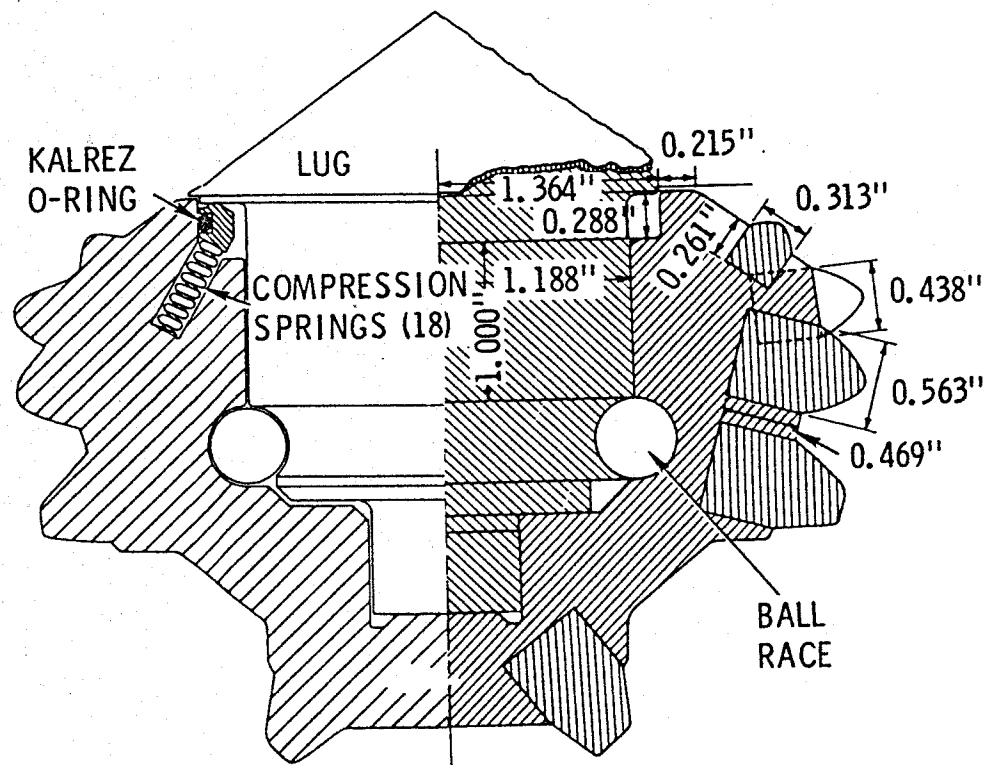 KALREZ
O-RING
LUG
0.215"
1.364"
0.313"
0.288"
0.261"
COMPRESSION
SPRINGS (18)
1.188"
1.000"
0.438"
0.563"
0.469"
BALL
RACE